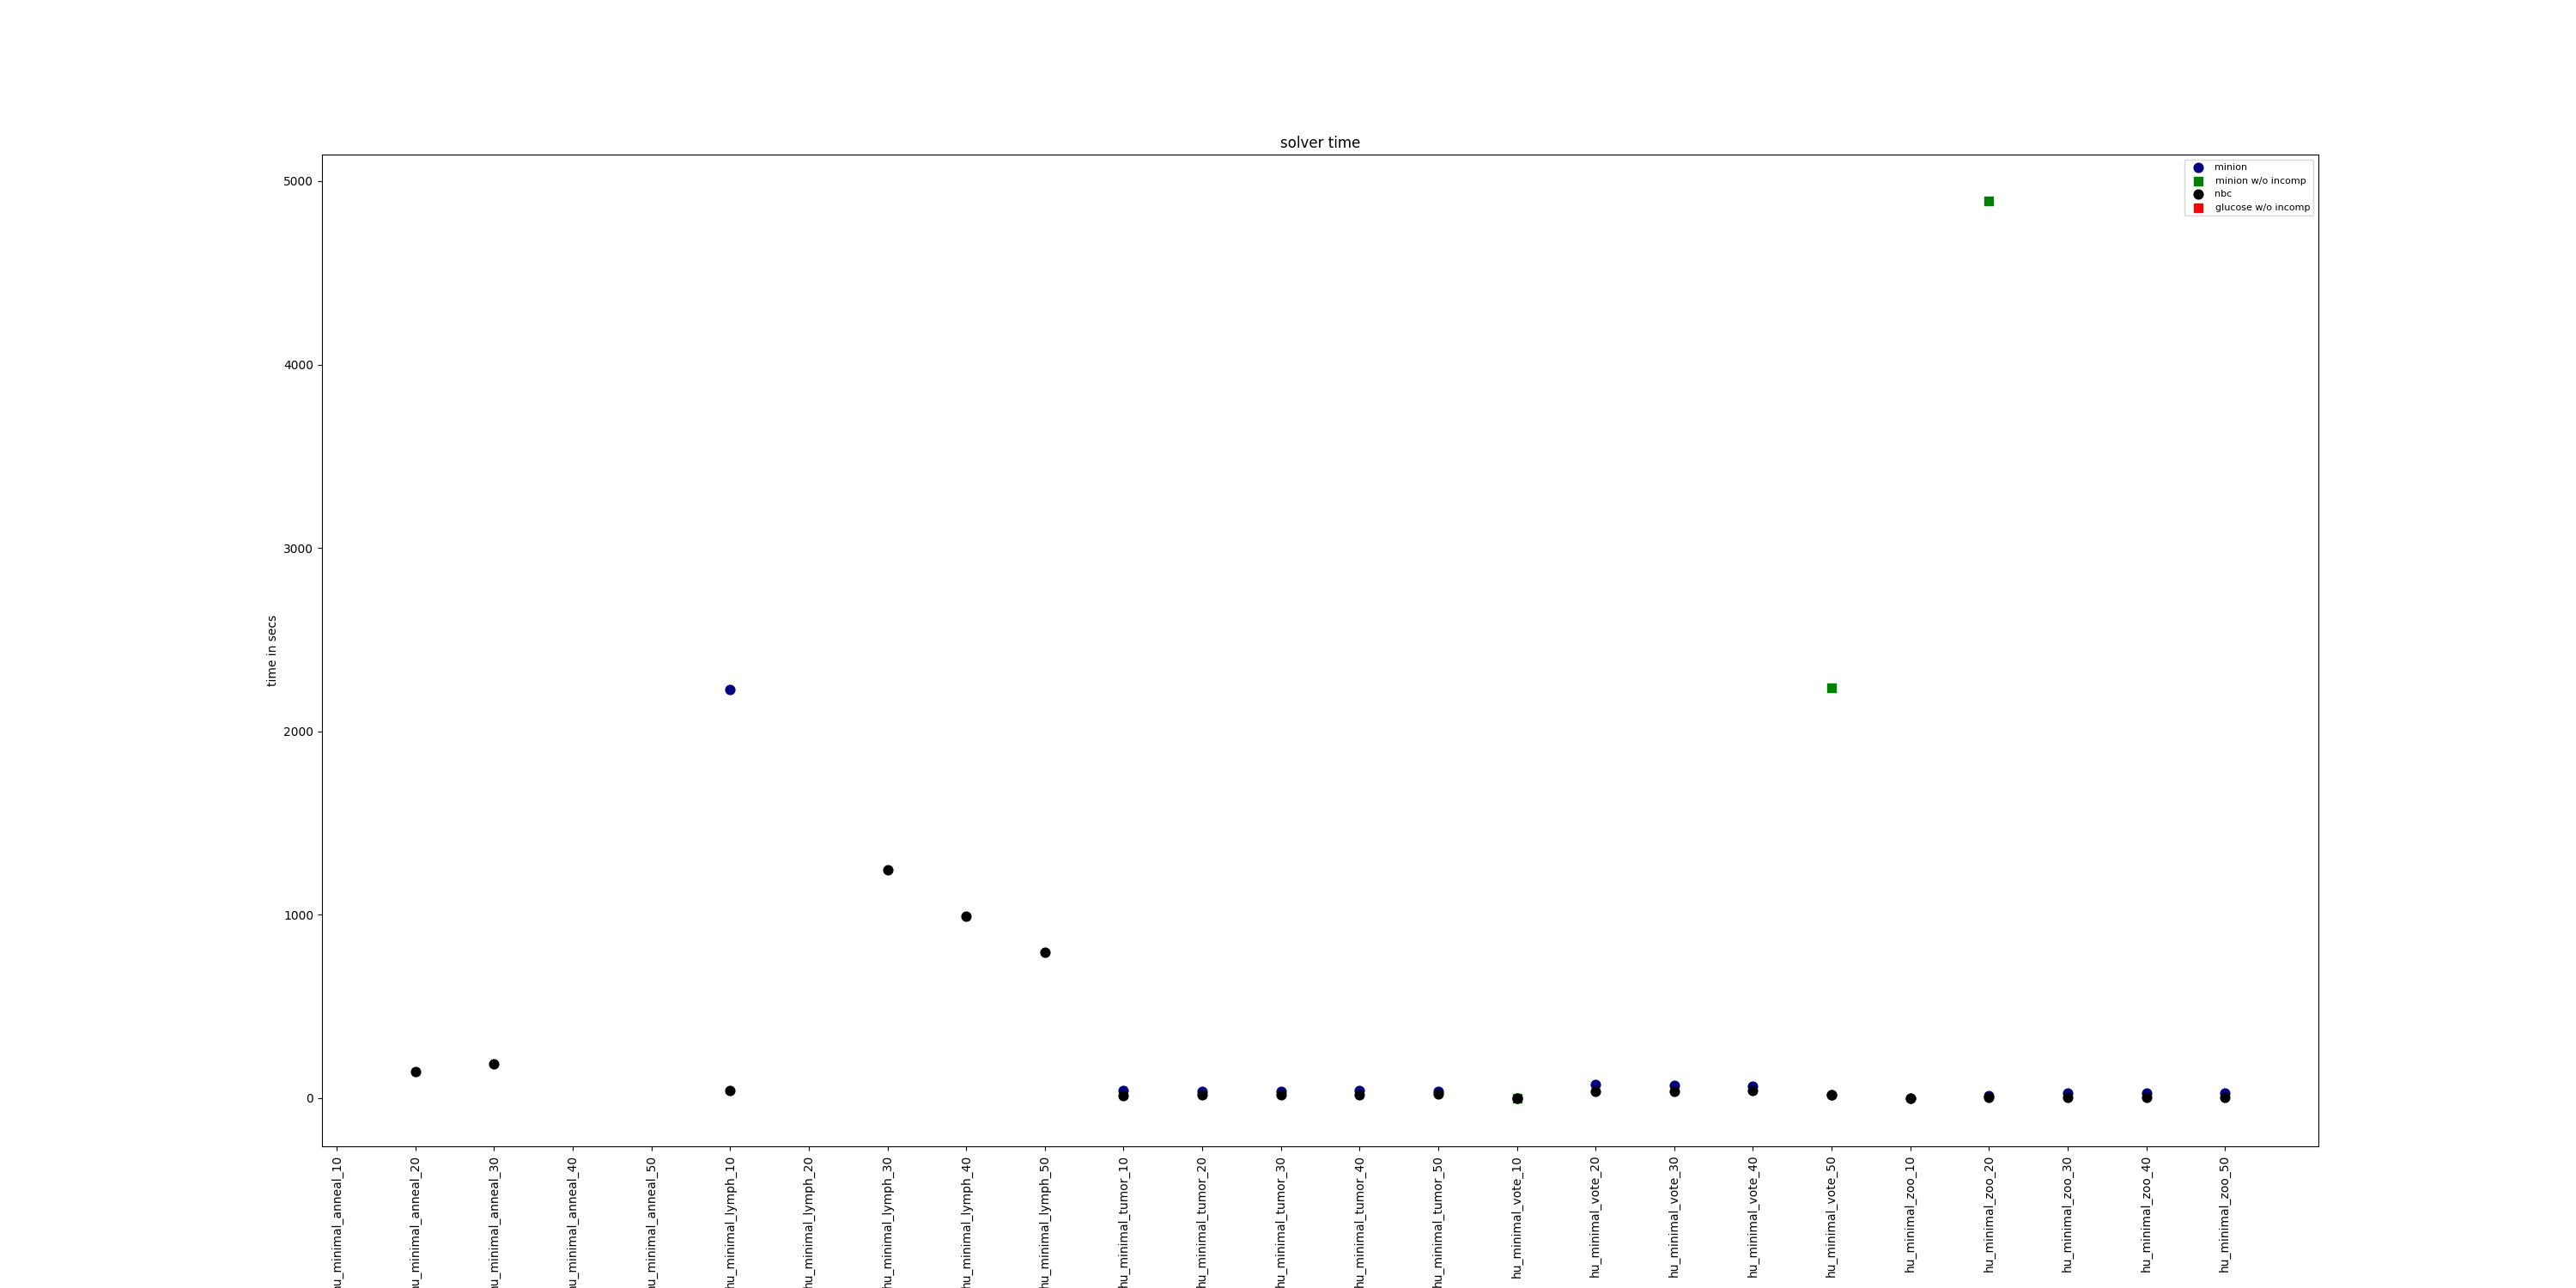 solver time
minion
minion w/o incomp
nbc
glucose w/o incomp
5000
4000
3000
2000
1000
0
time in secs
hu_minimal_anneal_10
hu_minimal_anneal_20
hu_minimal_anneal_30
hu_minimal_anneal_40
hu_minimal_anneal_50
hu_minimal_lymph_10
hu_minimal_lymph_20
hu_minimal_lymph_30
hu_minimal_lymph_40
hu_minimal_lymph_50
hu_minimal_tumor_10
hu_minimal_tumor_20
hu_minimal_tumor_30
hu_minimal_tumor_40
hu_minimal_tumor_50
hu_minimal_vote_10
hu_minimal_vote_20
hu_minimal_vote_30
hu_minimal_vote_40
hu_minimal_vote_50
hu_minimal_zoo_10
hu_minimal_zoo_20
hu_minimal_zoo_30
hu_minimal_zoo_40
hu_minimal_zoo_50